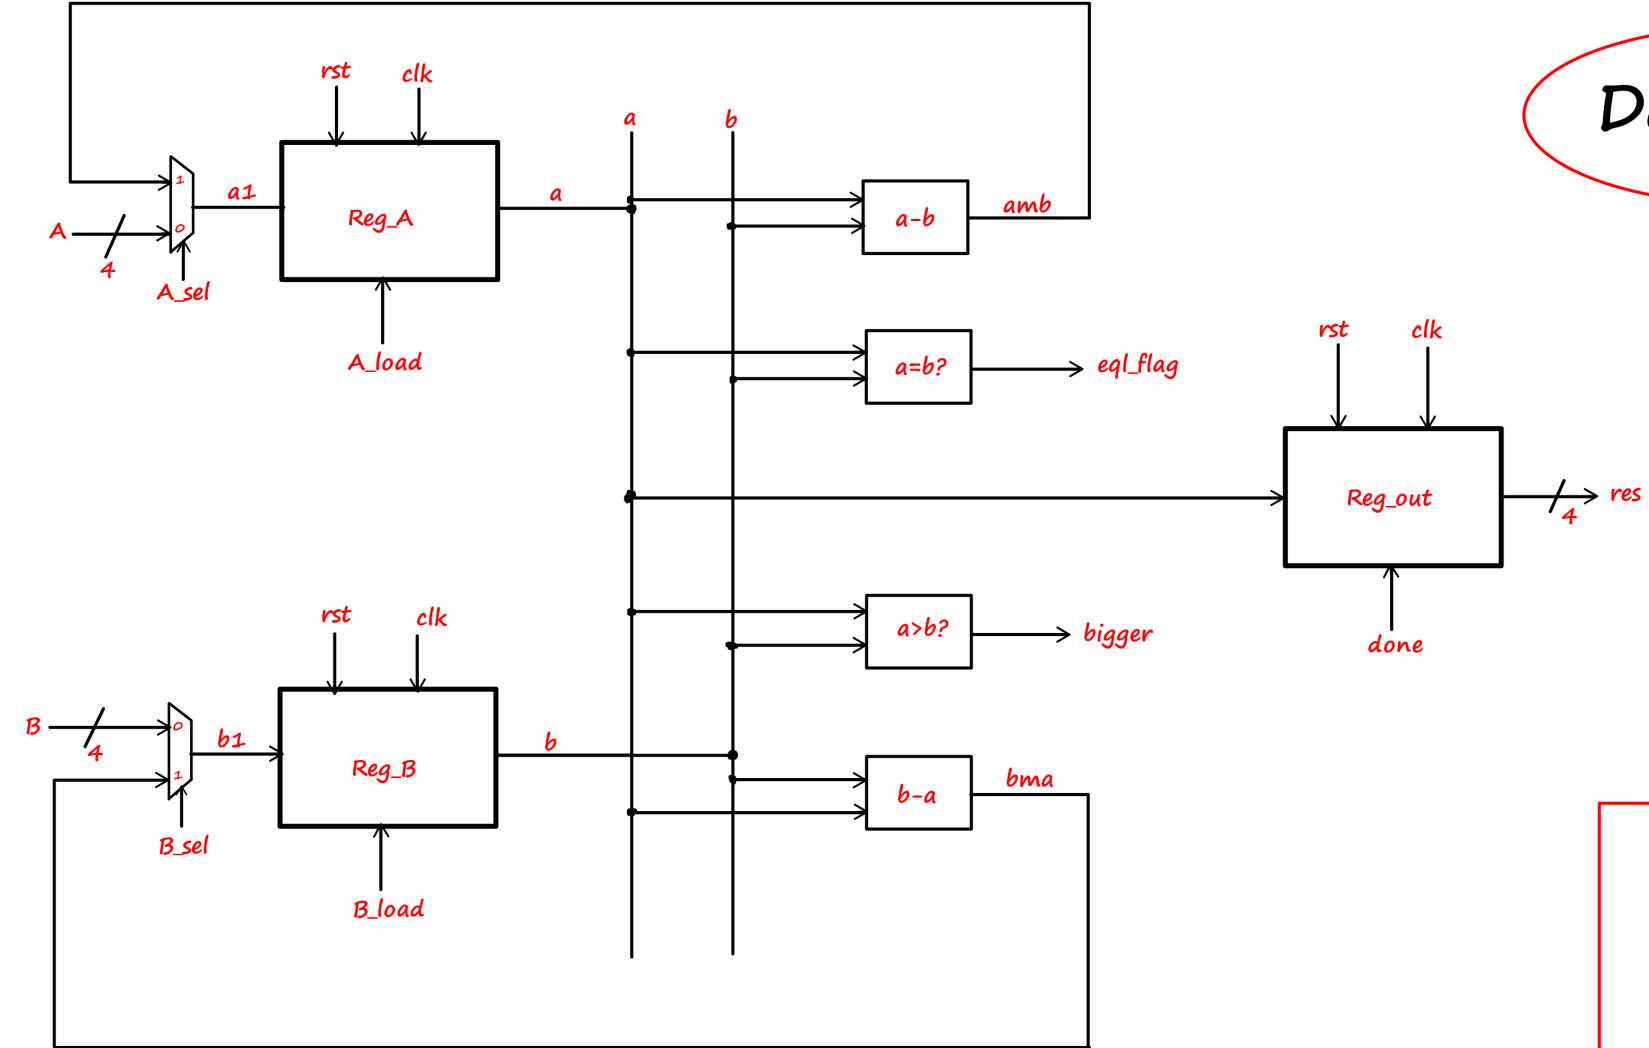 rst clk
a b
1
a1
Reg_A
a
a-b
amb
A
0
4
A_sel
A_load
a=b?
eql_flag
rst clk
Reg_out
res
4
done
rst clk
a>b?
bigger
B
0
4
b1
1
Reg_B
b
b-a
bma
B_sel
B_load